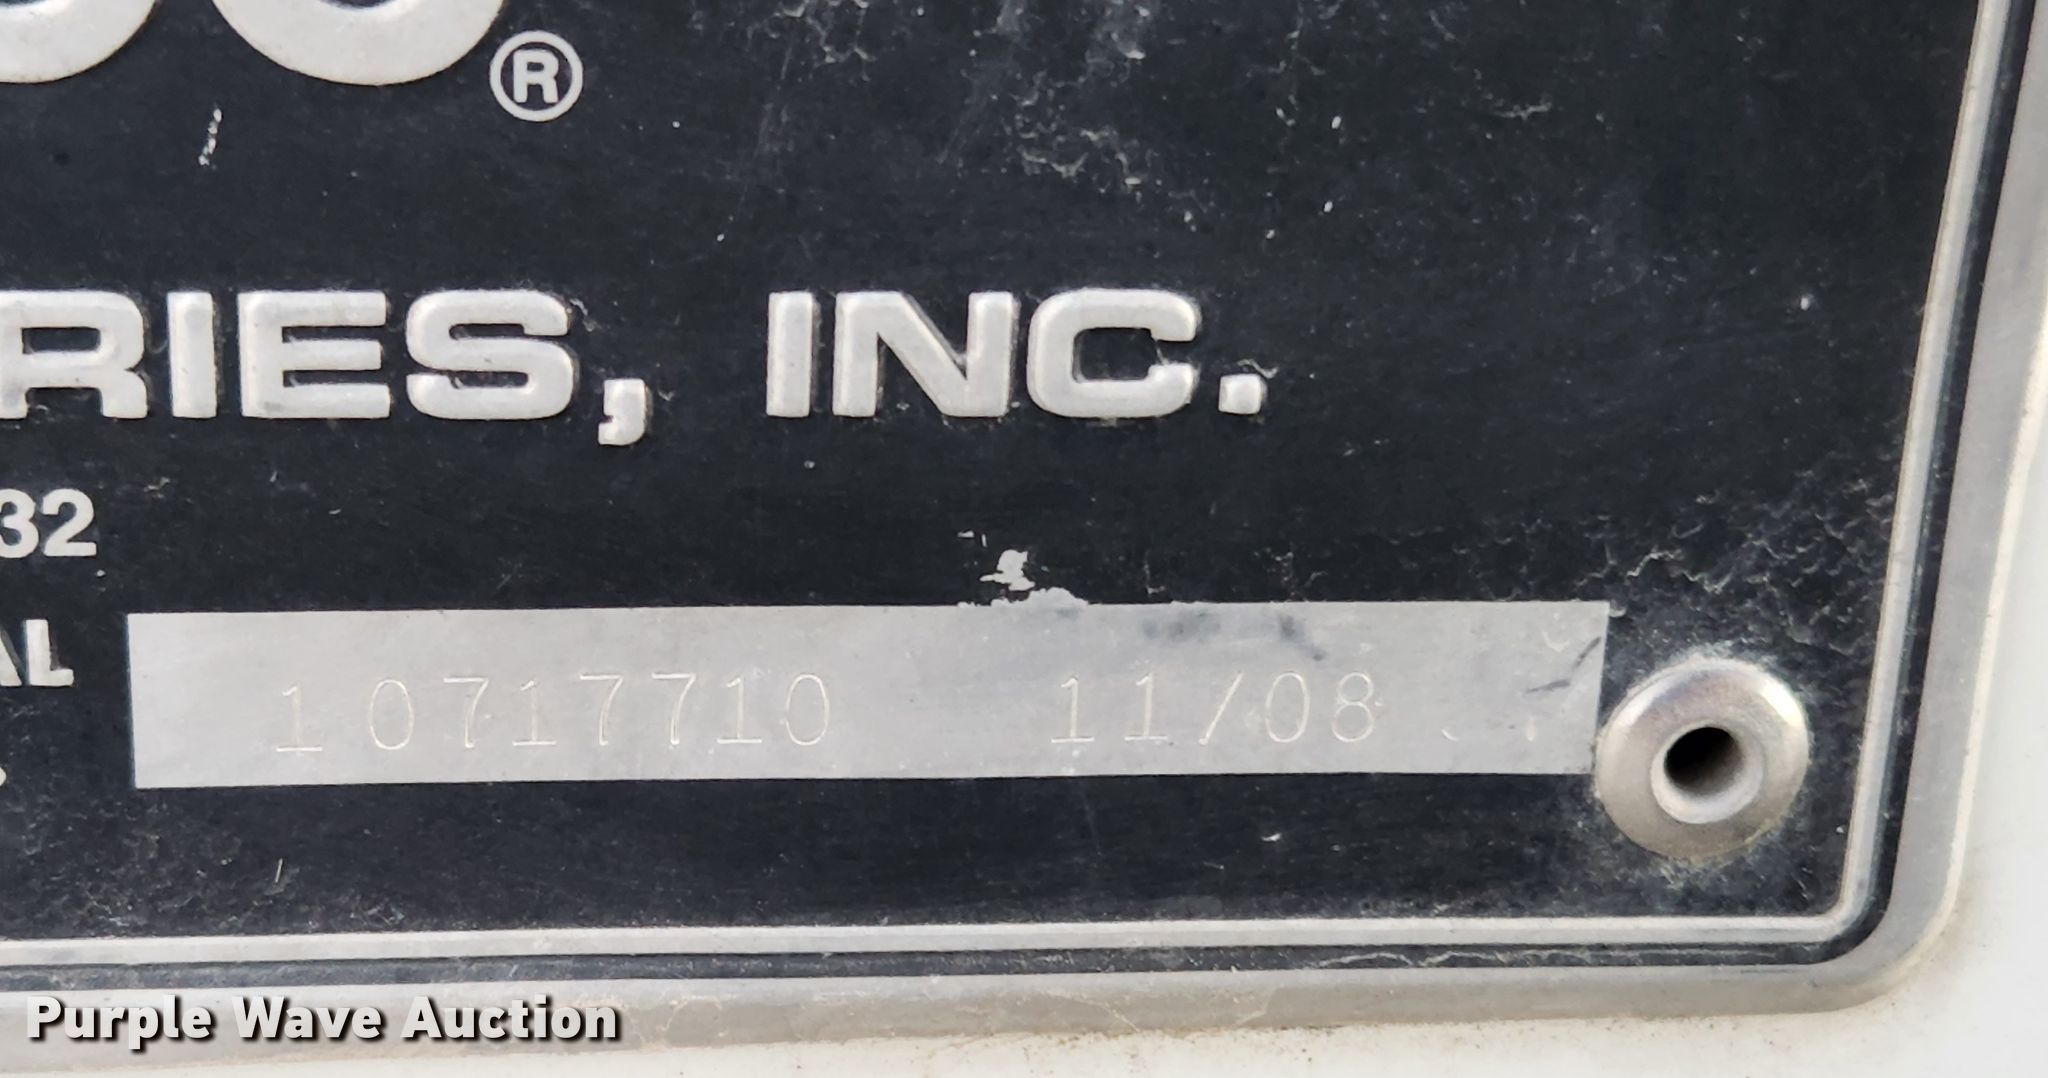 ®
RIES, INC.
32
AL
10717710 11/08
Purple Wave Auction